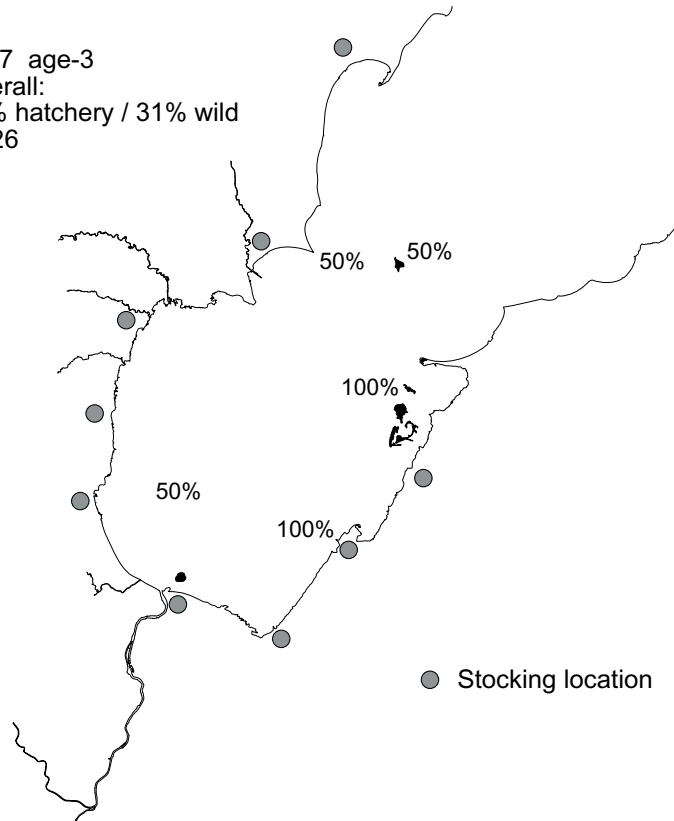 7 age-3
erall:
% hatchery / 31% wild
26
50%
50%
100%
50%
100%
Stocking location